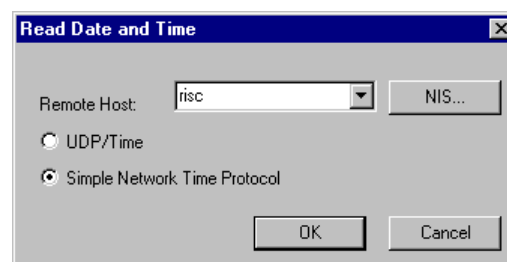 Read Date and Time
Remote Host: risc NIS...
UDP/Time
Simple Network Time Protocol
OK Cancel